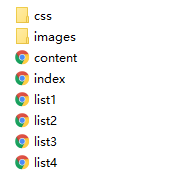 css
images
content
index
list1
list2
list3
list4